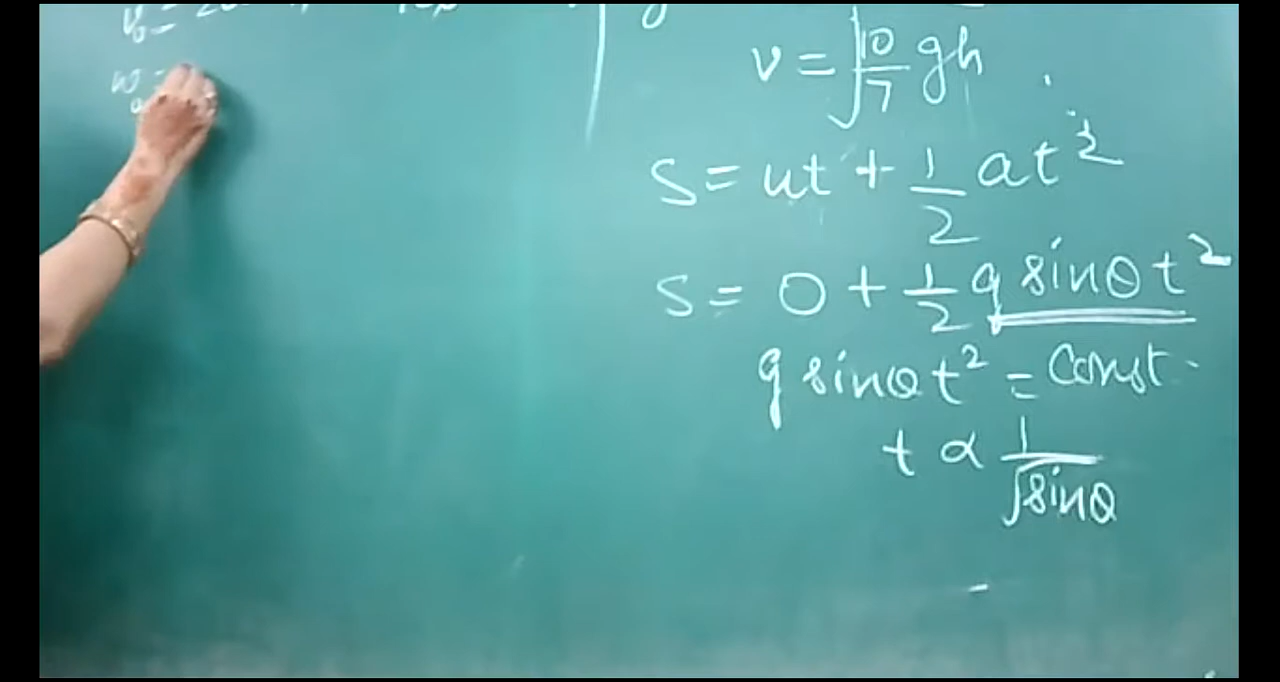 v = √(10/7) gh
S = ut + 1/2 at²
S = 0 + 1/2 g sinθ t²
g sinθ t² = Const
t ∝ 1/√sinθ